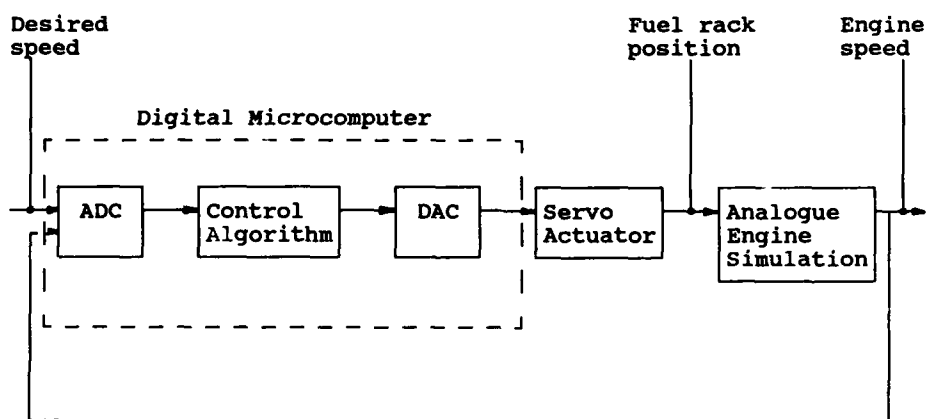 Desired
speed
Fuel rack
position
Engine
speed
Digital Microcomputer
ADC
Control
Algorithm
DAC
Servo
Actuator
Analogue
Engine
Simulation